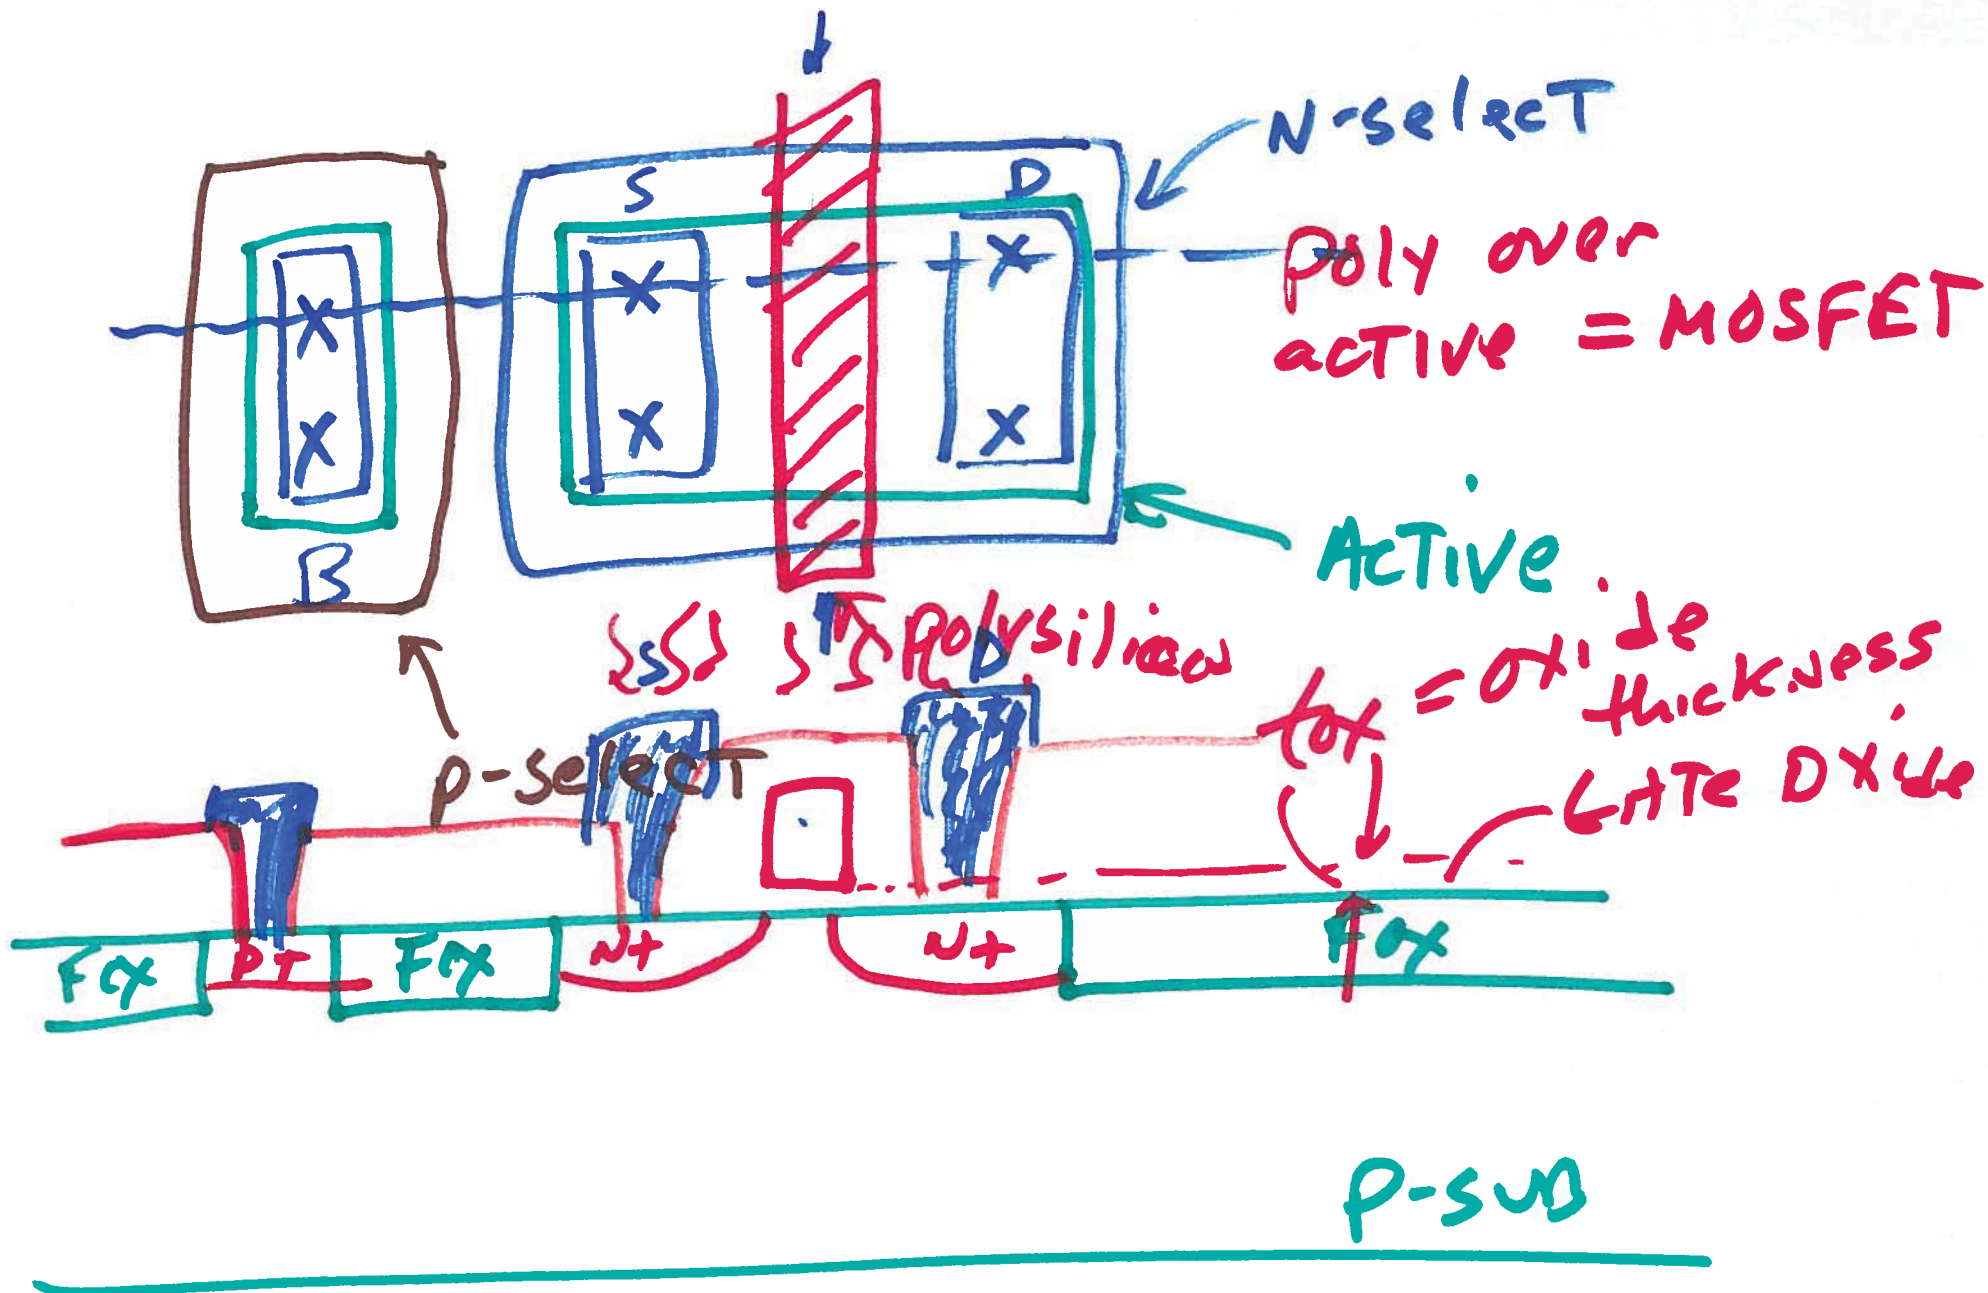 N-select
S
D
poly over
active = MOSFET
X
X
X
X
X
X
B
Active
polysilicon
S
D
tox = oxide
thickness
p-select
GATE Oxide
FOX
P+
FOX
N+
N+
FOX
P-SUB